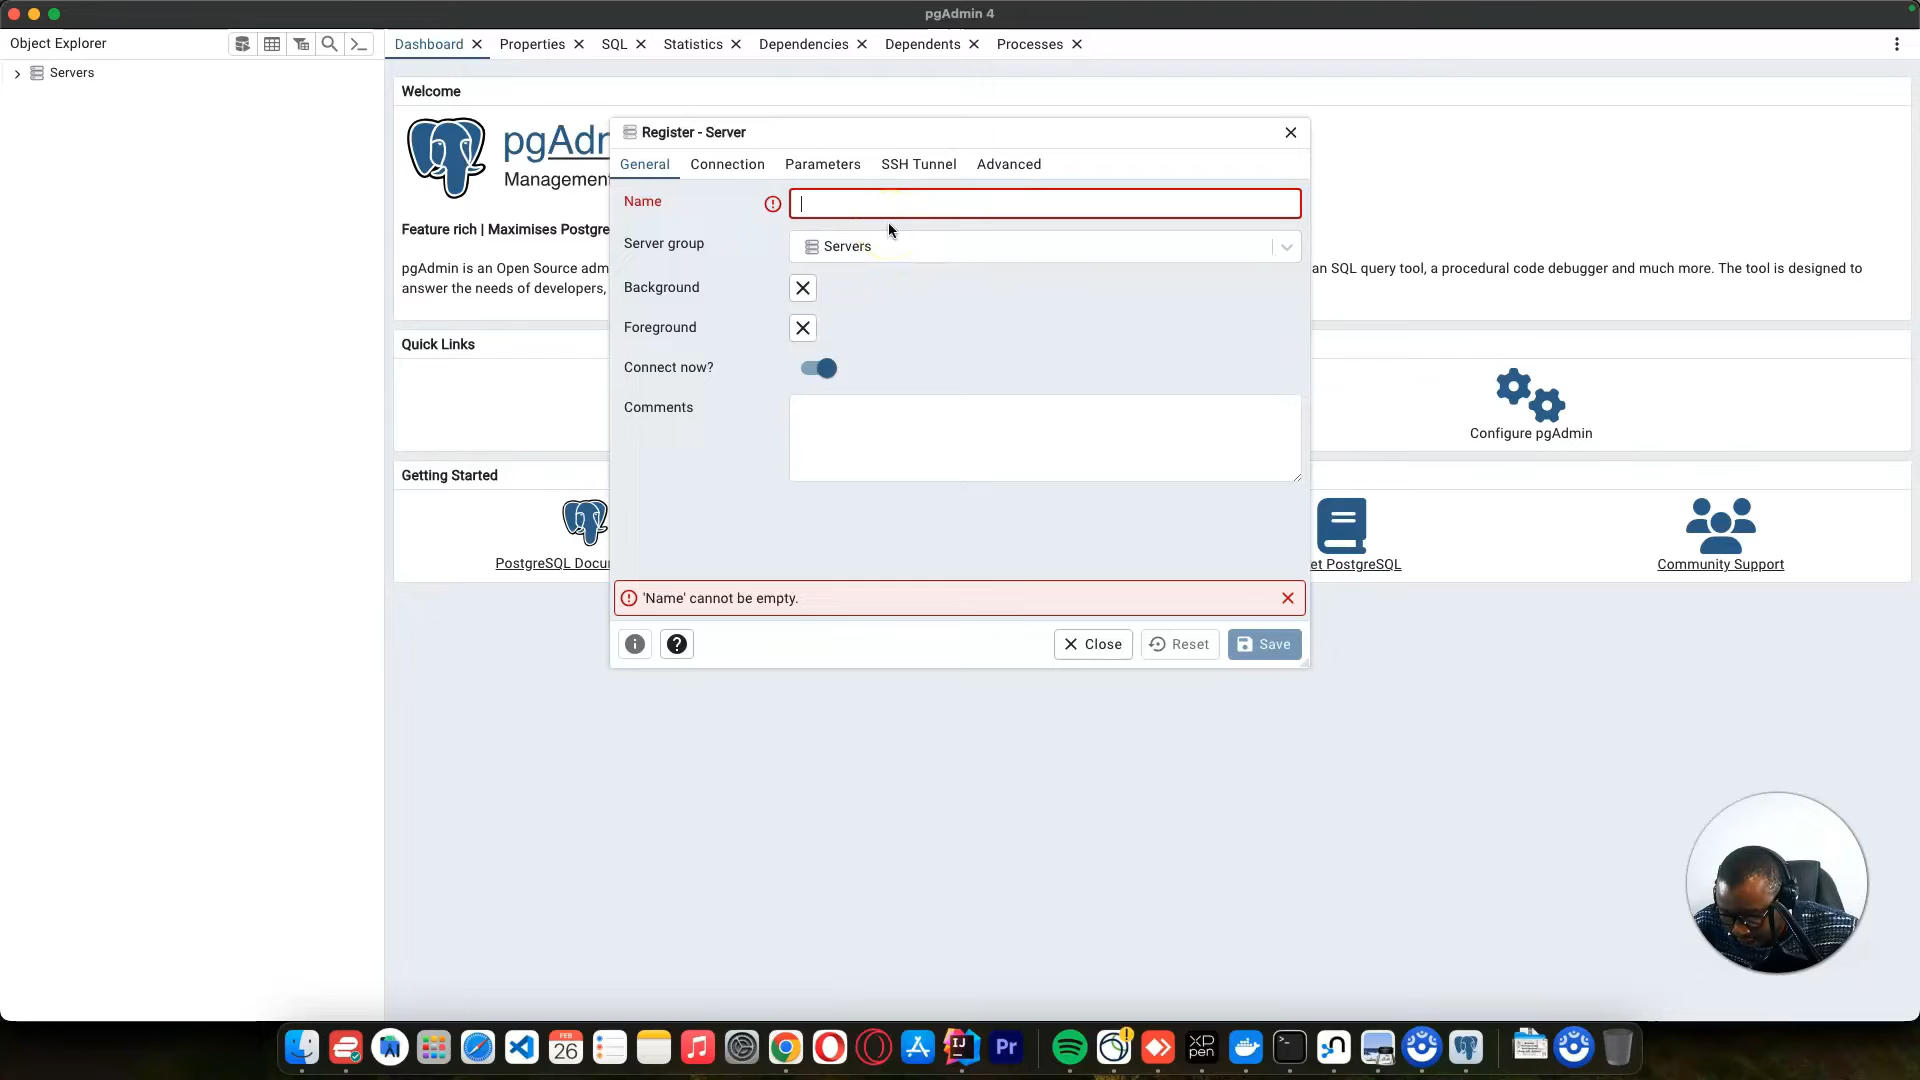 pgAdmin 4
Object Explorer
Dashboard
Properties
SQL
Statistics
Dependencies
Dependents
Processes
Servers
Welcome
pgAdm
Management
Feature rich | Maximises Postgre
pgAdmin is an Open Source adm
an SQL query tool, a procedural code debugger and much more. The tool is designed to
answer the needs of developers,
Quick Links
Configure pgAdmin
Getting Started
PostgreSQL Docu
et PostgreSQL
Community Support
Register - Server
General
Connection
Parameters
SSH Tunnel
Advanced
Name
Server group
Servers
Background
Foreground
Connect now?
Comments
'Name' cannot be empty.
Close
Reset
Save
FEB
26
IJ
Pr
XP
PEN